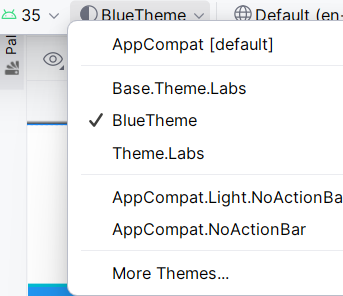 35 BlueTheme Default (en-
Pal
AppCompat [default]
Base.Theme.Labs
BlueTheme
Theme.Labs
AppCompat.Light.NoActionBa
AppCompat.NoActionBar
More Themes...